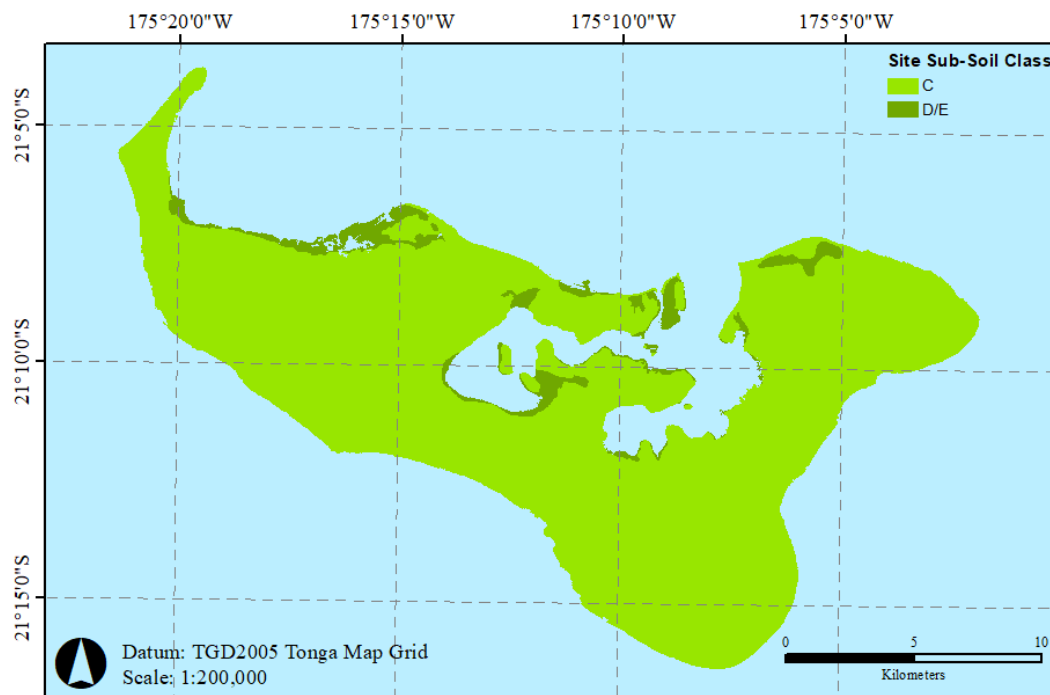 175°20'0"W
175°15'0"W
175°10'0"W
175°5'0"W
Site Sub-Soil Class
C
D/E
21°5'0"S
21°10'0"S
21°15'0"S
Datum: TGD2005 Tonga Map Grid
Scale: 1:200,000
0 5 10
Kilometers